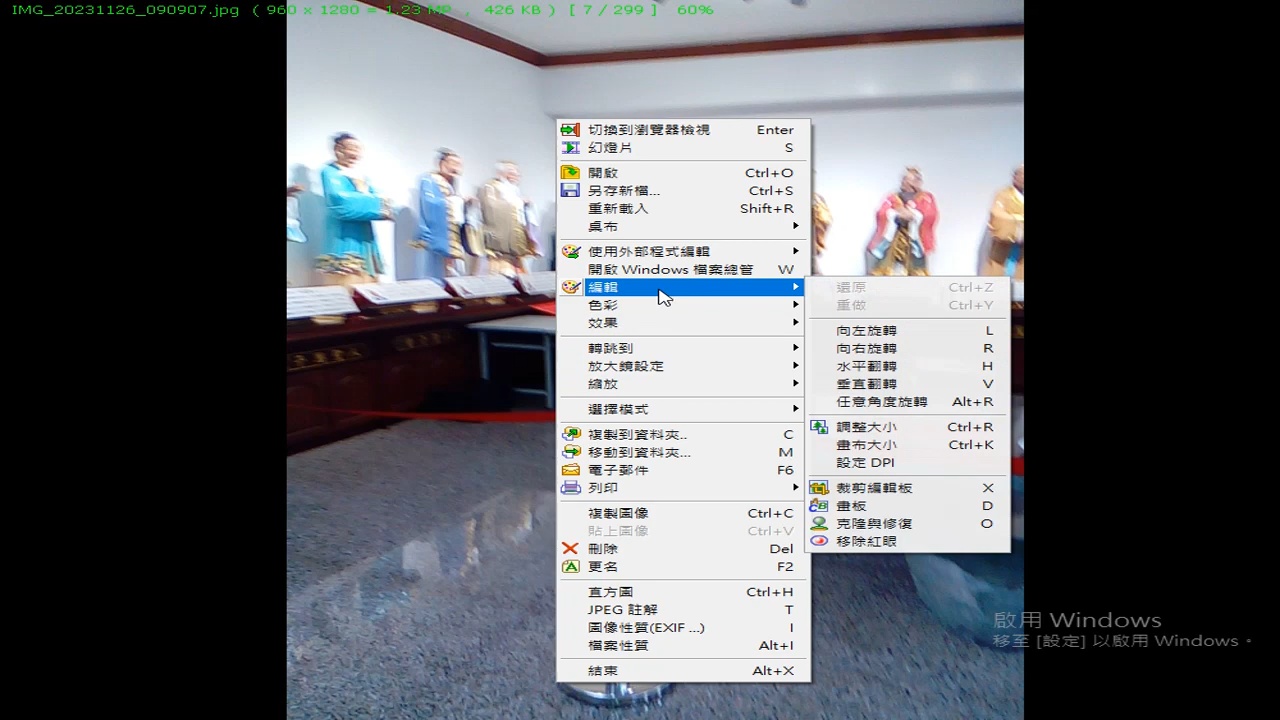 IMG_20231126_090907.jpg ( 960 x 1280 = 1.23 MP , 426 KB ) [ 7 / 299 ] 60%
切換到瀏覽器檢視 Enter
幻燈片 S
開啟 Ctrl+O
另存新檔... Ctrl+S
重新載入 Shift+R
桌布
使用外部程式編輯
開啟 Windows 檔案總管 W
編輯
色彩
效果
轉跳到
放大鏡設定
縮放
選擇模式
複製到資料夾.. C
移動到資料夾... M
電子郵件 F6
列印
複製圖像 Ctrl+C
貼上圖像 Ctrl+V
刪除 Del
更名 F2
直方圖 Ctrl+H
JPEG 註解 T
圖像性質(EXIF ...) I
檔案性質 Alt+I
結束 Alt+X
還原 Ctrl+Z
重做 Ctrl+Y
向左旋轉 L
向右旋轉 R
水平翻轉 H
垂直翻轉 V
任意角度旋轉 Alt+R
調整大小 Ctrl+R
畫布大小 Ctrl+K
設定 DPI
裁剪編輯板 X
畫板 D
克隆與修復 O
移除紅眼
啟用 Windows
移至 [設定] 以啟用 Windows。